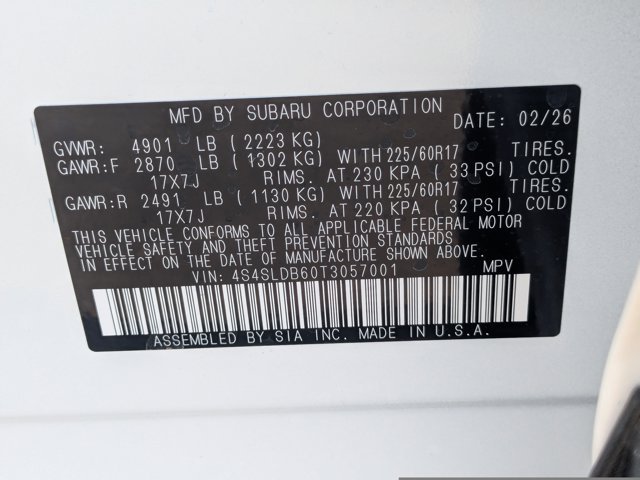 MFD BY SUBARU CORPORATION DATE: 02/26
GVWR: 4901 LB (2223 KG)
GAWR:F 2870 LB (1302 KG) WITH 225/60R17 TIRES.
17X7J RIMS. AT 230 KPA (33 PSI) COLD
GAWR:R 2491 LB (1130 KG) WITH 225/60R17 TIRES.
17X7J RIMS. AT 220 KPA (32 PSI) COLD
THIS VEHICLE CONFORMS TO ALL APPLICABLE FEDERAL MOTOR
VEHICLE SAFETY AND THEFT PREVENTION STANDARDS
IN EFFECT ON THE DATE OF MANUFACTURE SHOWN ABOVE.
VIN: 4S4SLDB60T3057001 MPV
ASSEMBLED BY SIA INC. MADE IN U.S.A.